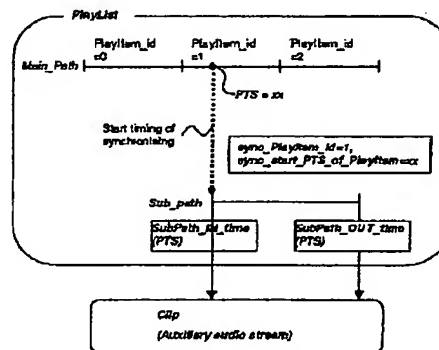 PlayList
PlayItem_id
=0
PlayItem_id
=1
PlayItem_id
=2
Main_Path
PTS = xx
Start timing of
synchronising
sync_PlayItem_id=1,
sync_start_PTS_of_PlayItem=xx
Sub_path
SubPath_IN_time
(PTS)
SubPath_OUT_time
(PTS)
Clip
(Auxiliary audio stream)